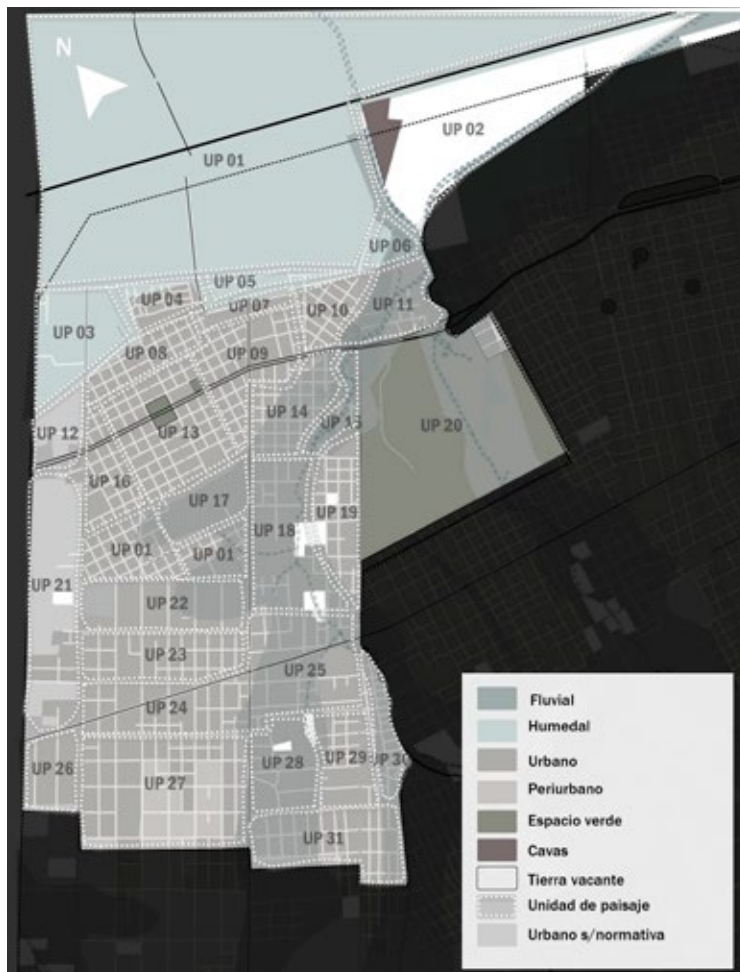 N
UP 01
UP 02
UP 06
UP 05
UP 04
UP 07
UP 10
UP 11
UP 03
UP 08
UP 09
UP 12
UP 13
UP 14
UP 15
UP 20
UP 16
UP 17
UP 18
UP 19
UP 01
UP 01
UP 21
UP 22
UP 23
UP 24
UP 25
UP 26
UP 27
UP 28
UP 29
UP 30
UP 31
Fluvial
Humedal
Urbano
Periurbano
Espacio verde
Cavas
Tierra vacante
Unidad de paisaje
Urbano s/normativa